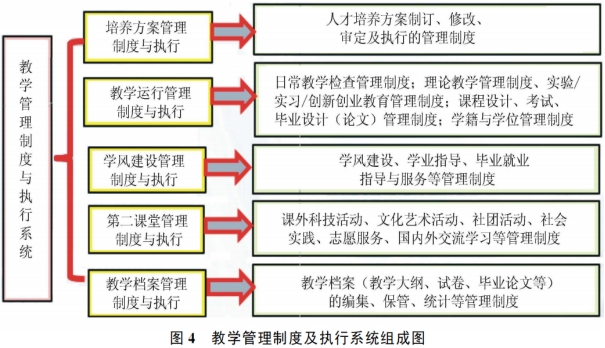 教学管理制度与执行系统
培养方案管理
制度与执行
人才培养方案制订、修改、
审定及执行的管理制度
教学运行管理
制度与执行
日常教学检查管理制度；理论教学管理制度、实验/
实习/创新创业教育管理制度；课程设计、考试、
毕业设计（论文）管理制度；学籍与学位管理制度
学风建设管理
制度与执行
学风建设、学业指导、毕业就业
指导与服务等管理制度
第二课堂管理
制度与执行
课外科技活动、文化艺术活动、社团活动、社会
实践、志愿服务、国内外交流学习等管理制度
教学档案管理
制度与执行
教学档案（教学大纲、试卷、毕业论文等）
的编集、保管、统计等管理制度
图 4 教学管理制度及执行系统组成图